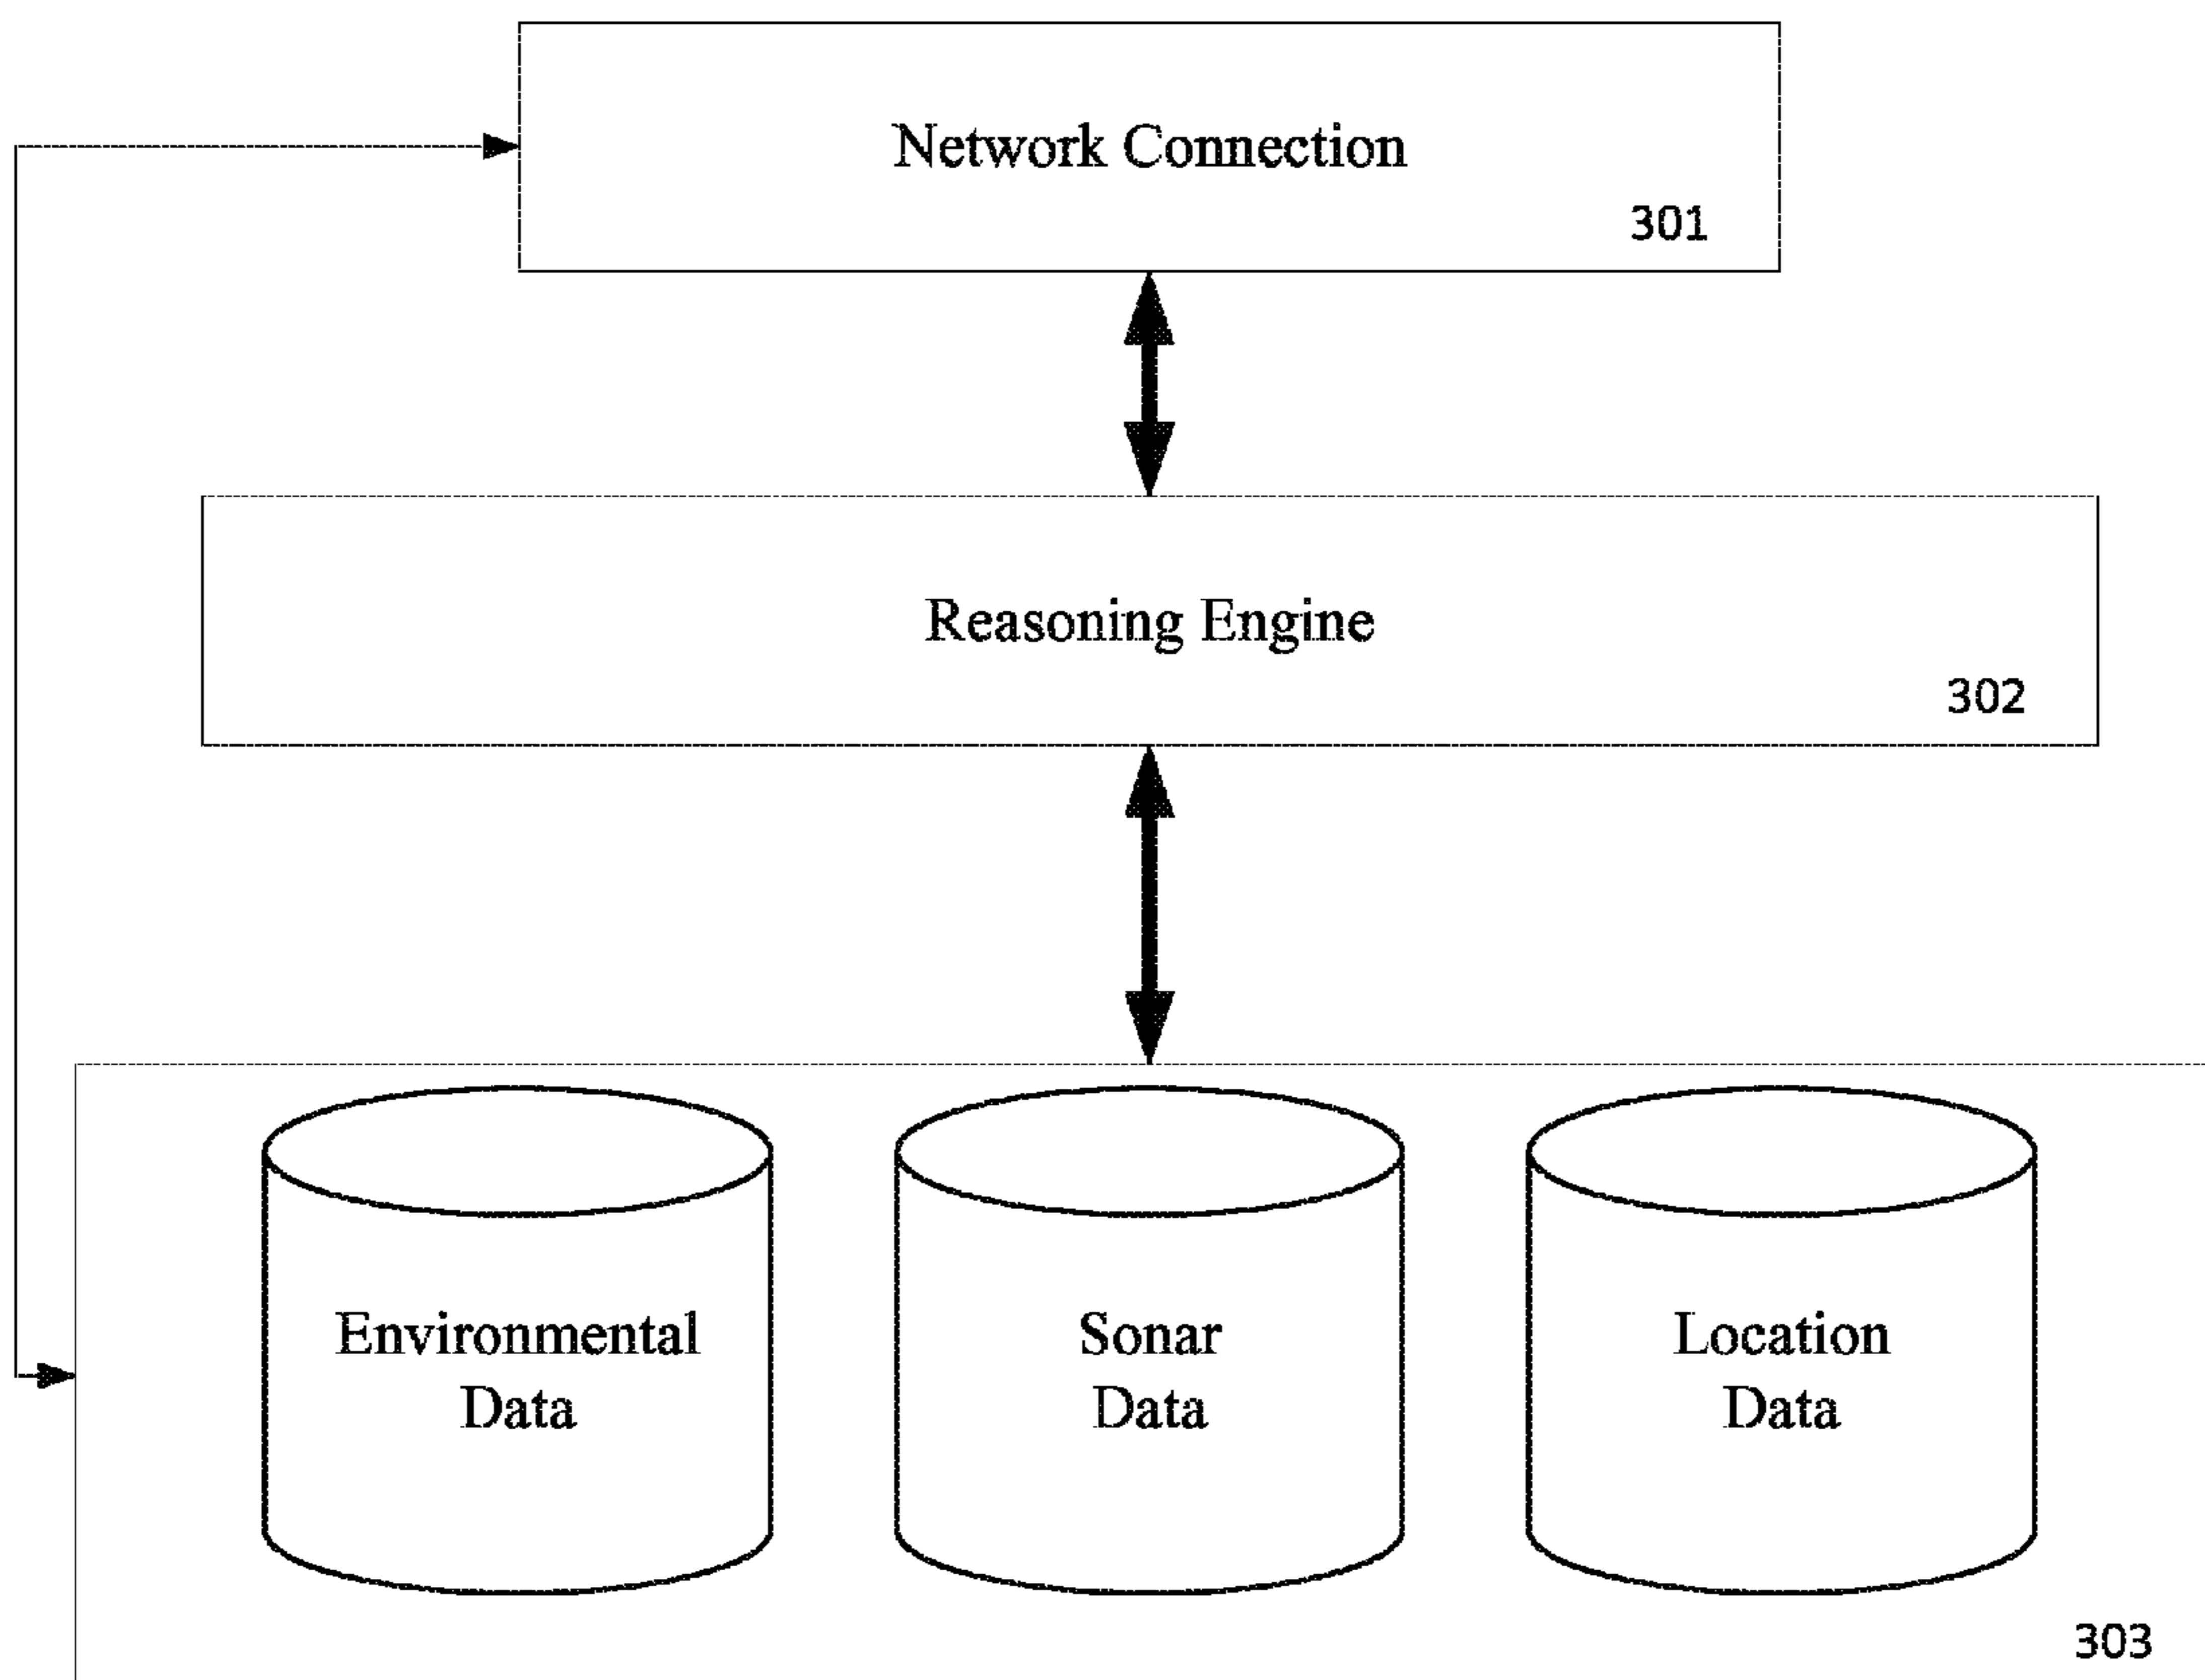 Network Connection
301
Reasoning Engine
302
Environmental
Data
Sonar
Data
Location
Data
303